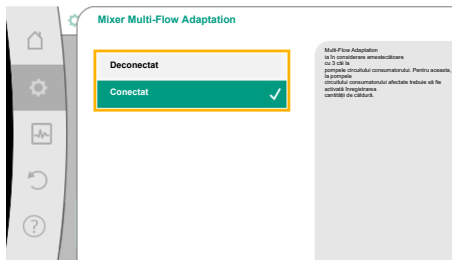 Mixer Multi-Flow Adaptation
Deconectat
Conectat
Multi-Flow Adaptation
ia în considerare amestecătoare
cu 3 căi la
pompele circuitului consumatorului. Pentru aceasta,
la pompele
circuitului consumatorului afectate trebuie să fie
activată înregistrarea
cantității de căldură.